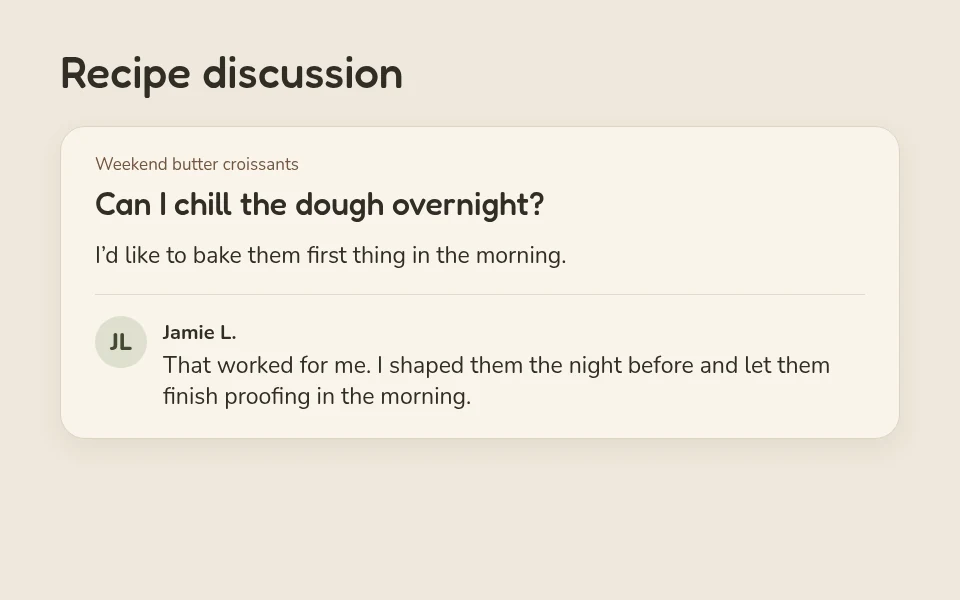 Recipe discussion
Weekend butter croissants
Can I chill the dough overnight?
I’d like to bake them first thing in the morning.
JL
Jamie L.
That worked for me. I shaped them the night before and let them
finish proofing in the morning.